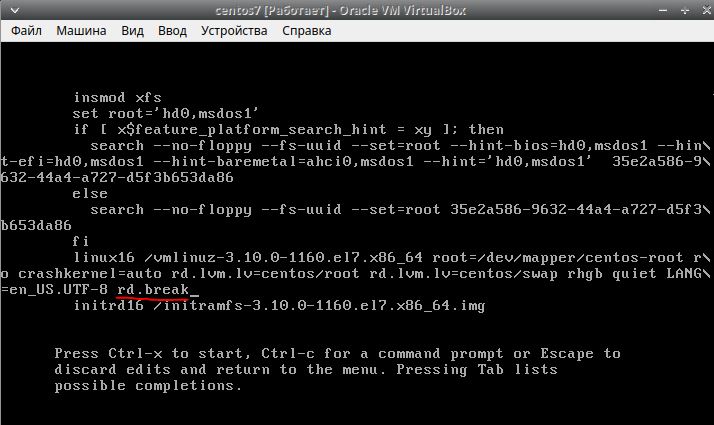 centos7 [Работает] - Oracle VM VirtualBox
Файл Машина Вид Ввод Устройства Справка
insmod xfs
set root='hd0,msdos1'
if [ x$feature_platform_search_hint = xy ]; then
search --no-floppy --fs-uuid --set=root --hint-bios=hd0,msdos1 --hin\
t-efi=hd0,msdos1 --hint-baremetal=ahci0,msdos1 --hint='hd0,msdos1'  35e2a586-9\
632-44a4-a727-d5f3b653da86
else
search --no-floppy --fs-uuid --set=root 35e2a586-9632-44a4-a727-d5f3\
b653da86
fi
linux16 /vmlinuz-3.10.0-1160.el7.x86_64 root=/dev/mapper/centos-root r\
o crashkernel=auto rd.lvm.lv=centos/root rd.lvm.lv=centos/swap rhgb quiet LANG\
=en_US.UTF-8 rd.break_
initrd16 /initramfs-3.10.0-1160.el7.x86_64.img
Press Ctrl-x to start, Ctrl-c for a command prompt or Escape to
discard edits and return to the menu. Pressing Tab lists
possible completions.